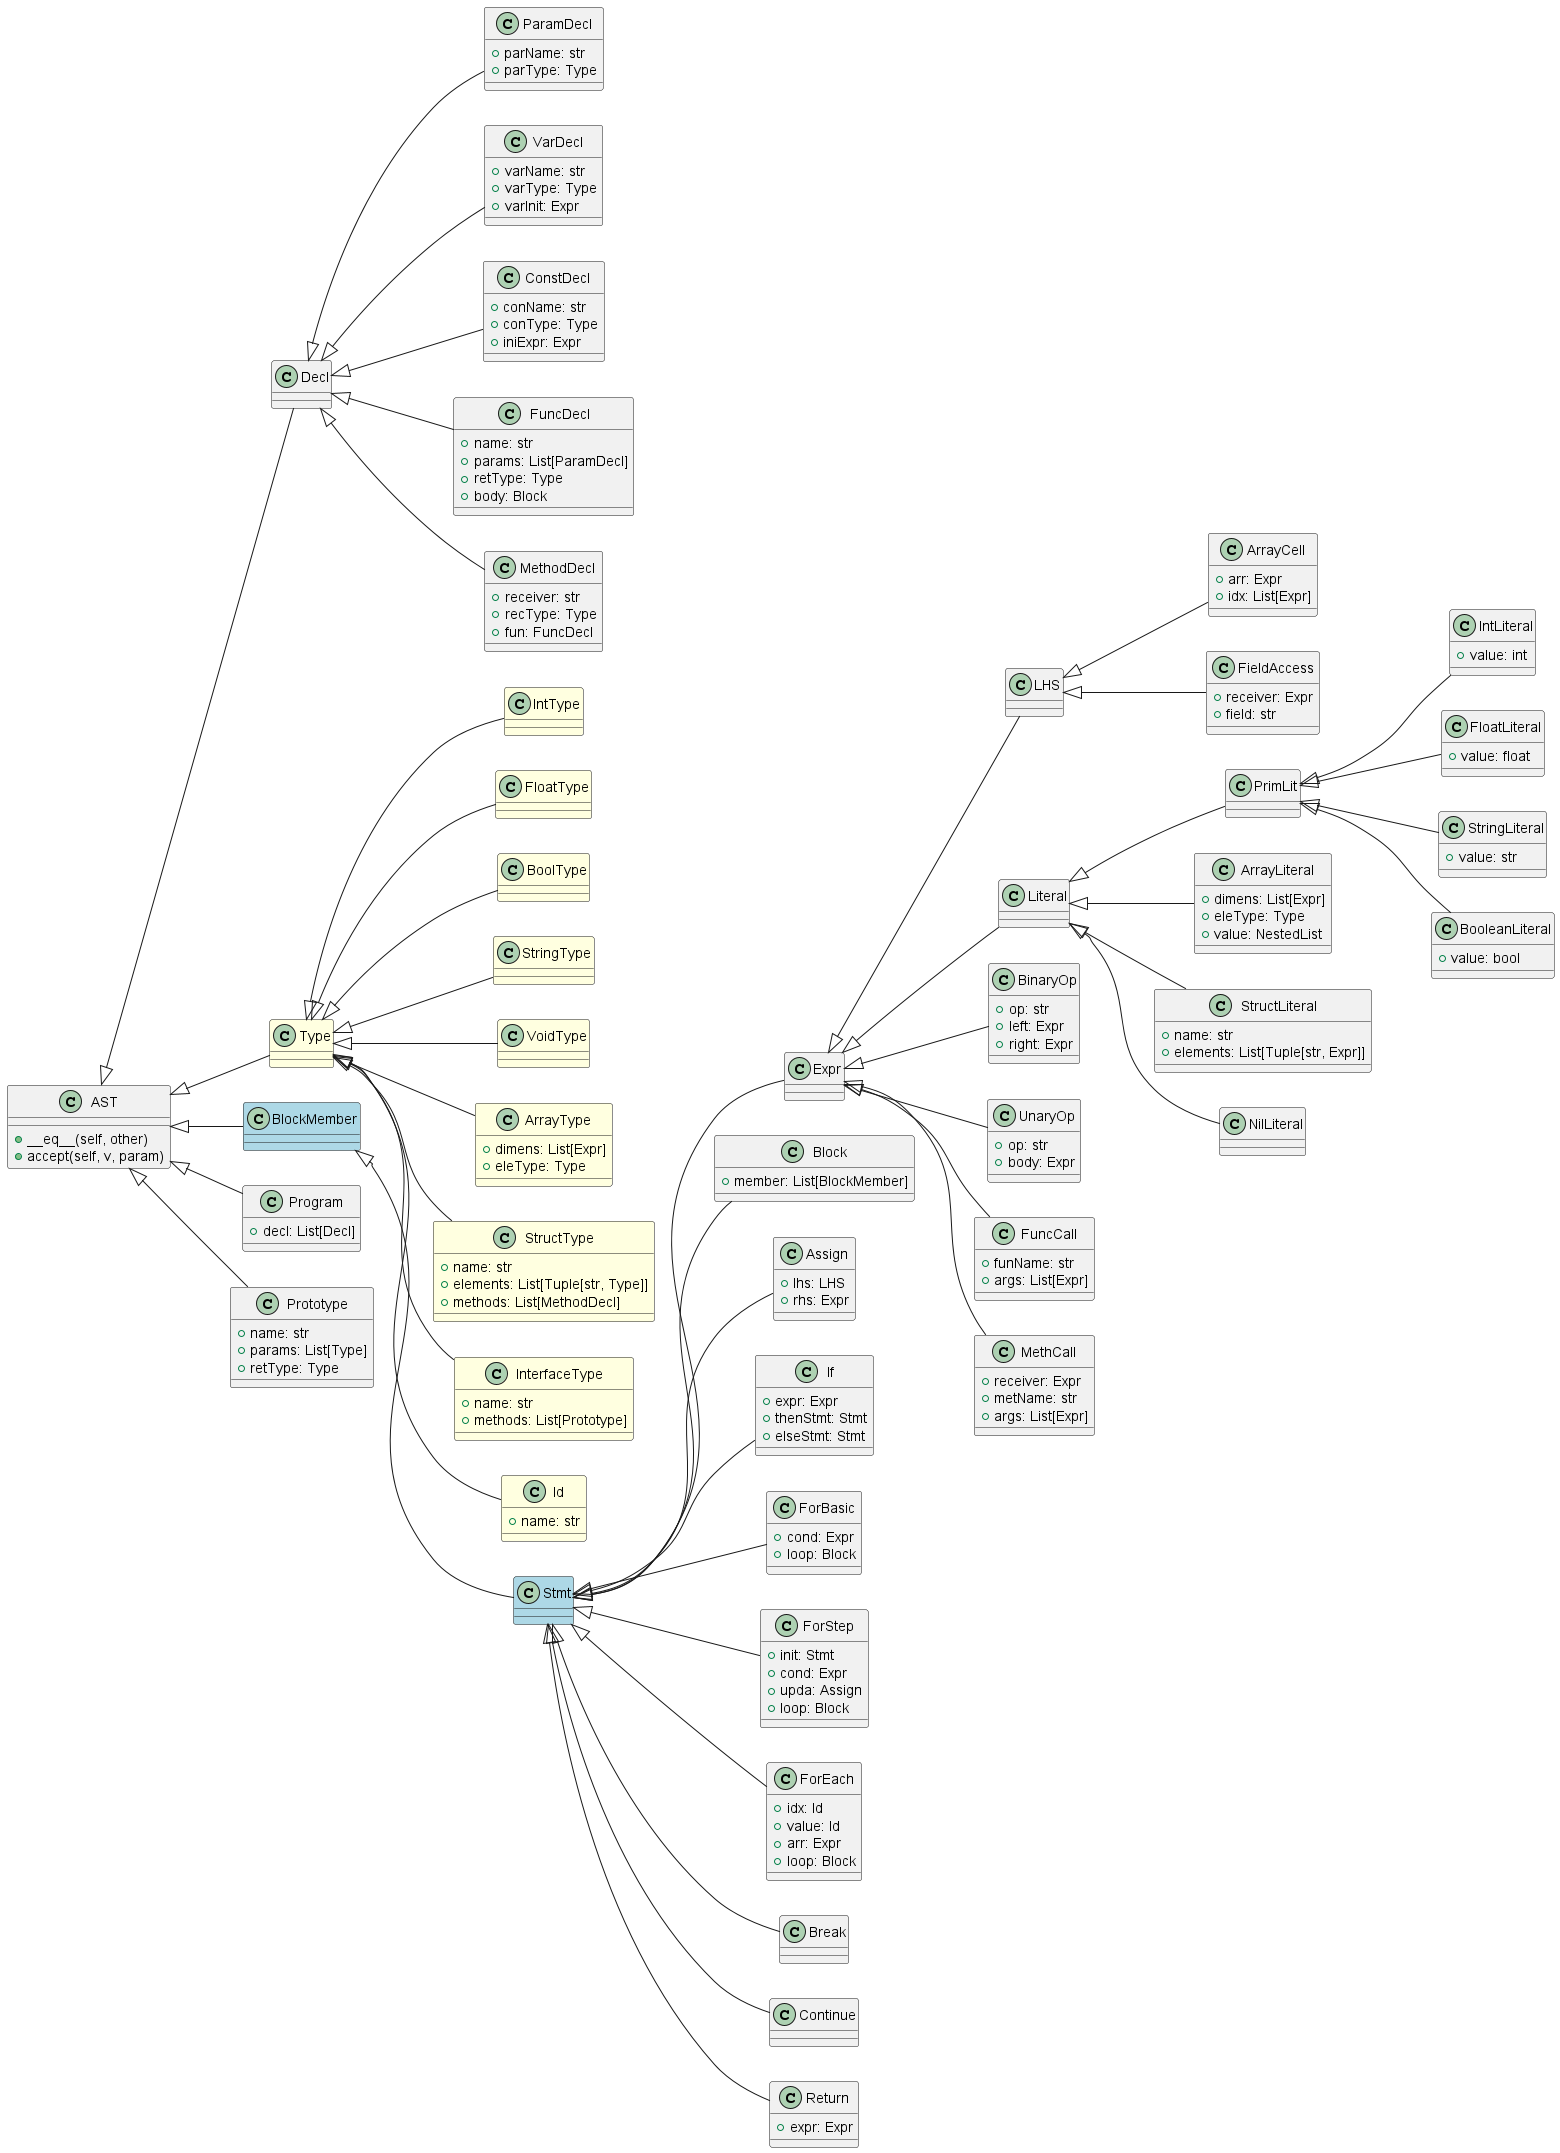 C ParamDecl
parName: str
parType: Type
C VarDecl
varName: str
varType: Type
varInit: Expr
C ConstDecl
conName: str
conType: Type
iniExpr: Expr
C Decl
C FuncDecl
name: str
params: List[ParamDecl]
retType: Type
body: Block
C MethodDecl
receiver: str
recType: Type
fun: FuncDecl
C IntType
C FloatType
C BoolType
C StringType
C Type
C VoidType
C ArrayType
dimens: List[Expr]
eleType: Type
C StructType
name: str
elements: List[Tuple[str, Type]]
methods: List[MethodDecl]
C InterfaceType
name: str
methods: List[Prototype]
C Id
name: str
C AST
__eq__(self, other)
accept(self, v, param)
C BlockMember
C Program
decl: List[Decl]
C Prototype
name: str
params: List[Type]
retType: Type
C Stmt
C Expr
C Block
member: List[BlockMember]
C Assign
lhs: LHS
rhs: Expr
C If
expr: Expr
thenStmt: Stmt
elseStmt: Stmt
C ForBasic
cond: Expr
loop: Block
C ForStep
init: Stmt
cond: Expr
upda: Assign
loop: Block
C ForEach
idx: Id
value: Id
arr: Expr
loop: Block
C Break
C Continue
C Return
expr: Expr
C LHS
C Literal
C BinaryOp
op: str
left: Expr
right: Expr
C UnaryOp
op: str
body: Expr
C FuncCall
funName: str
args: List[Expr]
C MethCall
receiver: Expr
metName: str
args: List[Expr]
C ArrayCell
arr: Expr
idx: List[Expr]
C FieldAccess
receiver: Expr
field: str
C PrimLit
C ArrayLiteral
dimens: List[Expr]
eleType: Type
value: NestedList
C StructLiteral
name: str
elements: List[Tuple[str, Expr]]
C NilLiteral
C IntLiteral
value: int
C FloatLiteral
value: float
C StringLiteral
value: str
C BooleanLiteral
value: bool